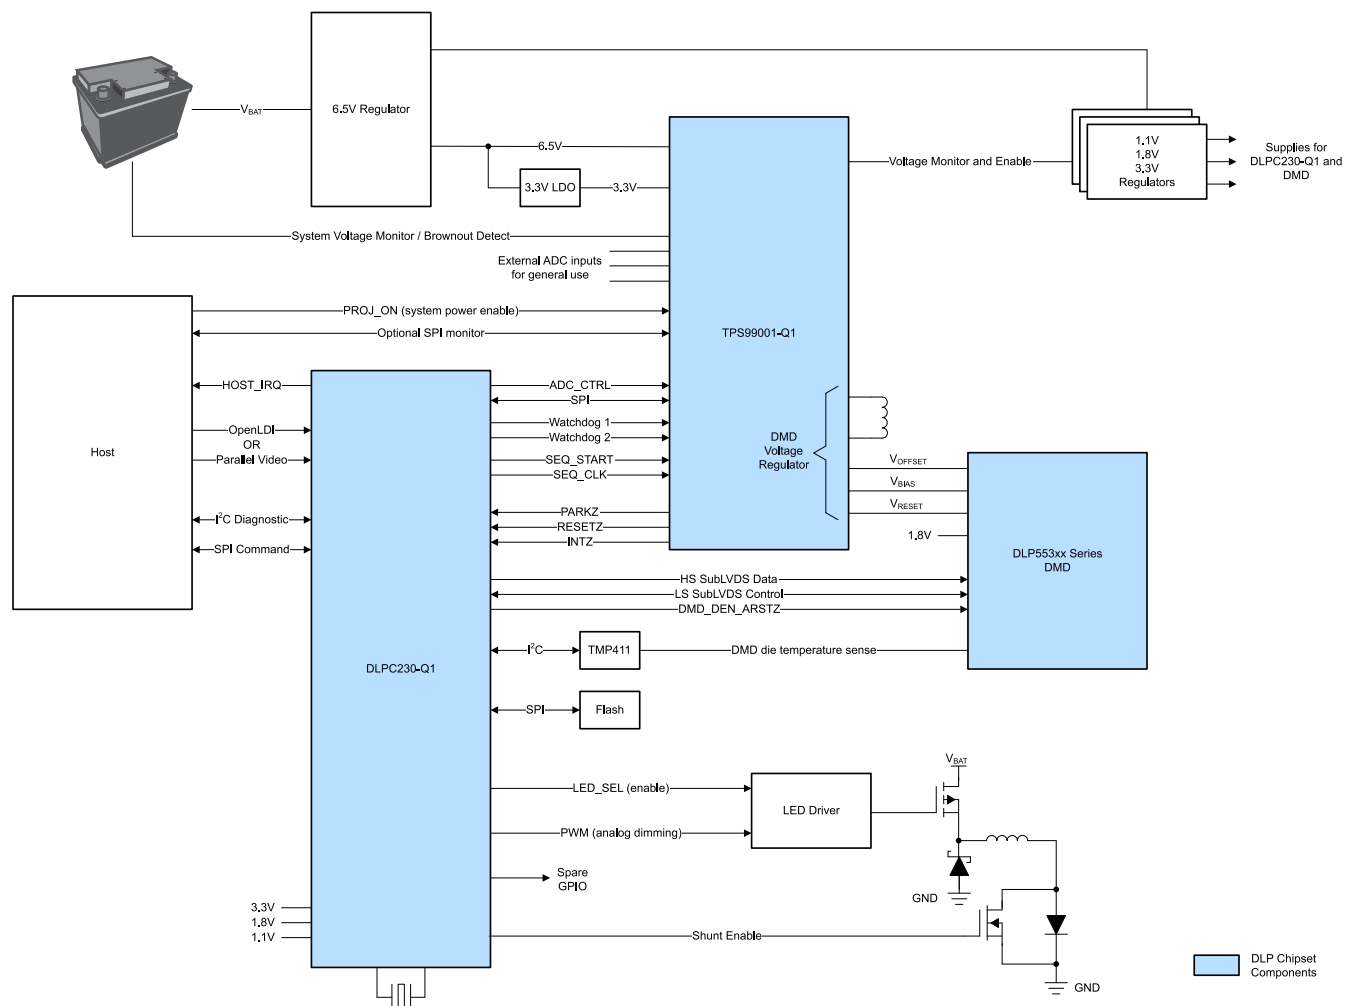 V_BAT
6.5V Regulator
6.5V
3.3V LDO
3.3V
System Voltage Monitor / Brownout Detect
External ADC inputs
for general use
Voltage Monitor and Enable
1.1V
1.8V
3.3V
Regulators
Supplies for
DLPC230-Q1 and
DMD
TPS99001-Q1
Host
PROJ_ON (system power enable)
Optional SPI monitor
HOST_IRQ
OpenLDI
OR
Parallel Video
I²C Diagnostic
SPI Command
ADC_CTRL
SPI
Watchdog 1
Watchdog 2
SEQ_START
SEQ_CLK
PARKZ
RESETZ
INTZ
DMD
Voltage
Regulator
V_OFFSET
V_BIAS
V_RESET
1.8V
DLP553xx Series
DMD
HS SubLVDS Data
LS SubLVDS Control
DMD_DEN_ARSTZ
DLPC230-Q1
I²C
TMP411
DMD die temperature sense
SPI
Flash
LED_SEL (enable)
PWM (analog dimming)
LED Driver
V_BAT
GND
Spare
GPIO
3.3V
1.8V
1.1V
Shunt Enable
GND
DLP Chipset
Components